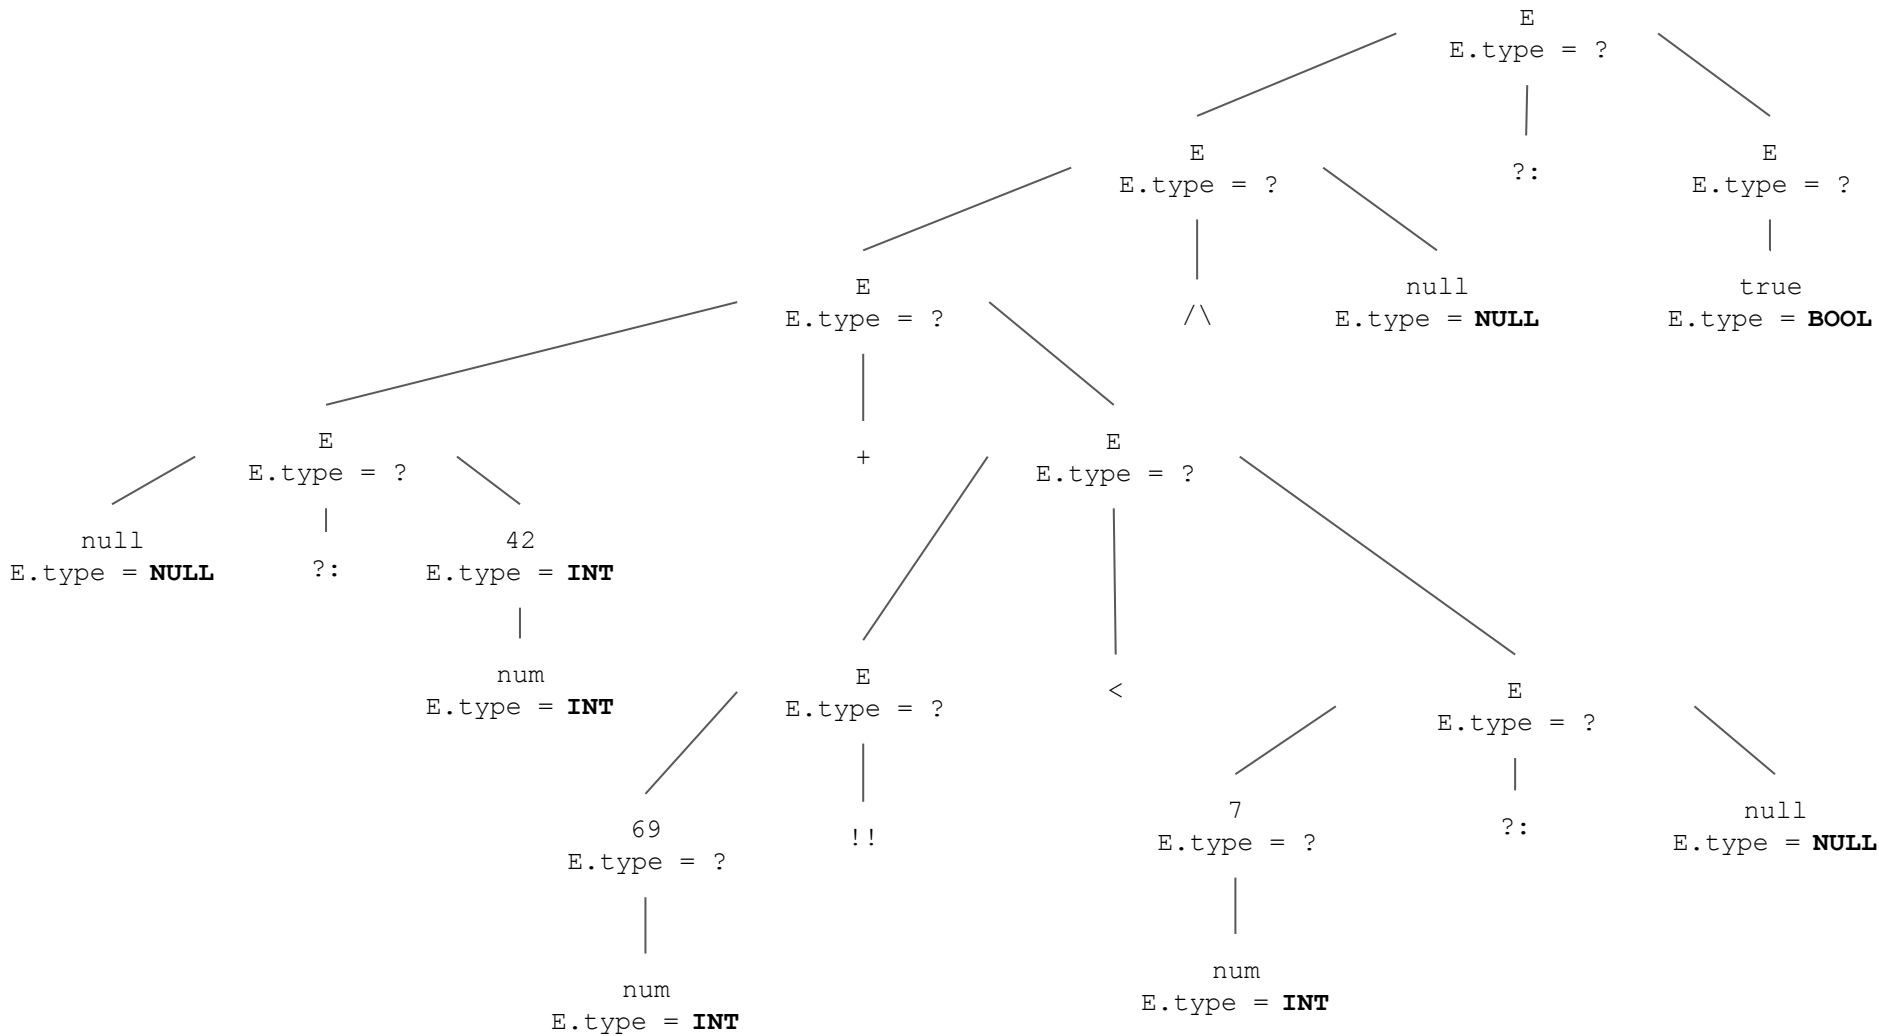 E
E.type = ?
E
E.type = ?
?:
E
E.type = ?
E
E.type = ?
/\
null
E.type = NULL
true
E.type = BOOL
E
E.type = ?
+
E
E.type = ?
null
E.type = NULL
?:
42
E.type = INT
num
E.type = INT
E
E.type = ?
<
E
E.type = ?
69
E.type = ?
!!
7
E.type = ?
?:
null
E.type = NULL
num
E.type = INT
num
E.type = INT